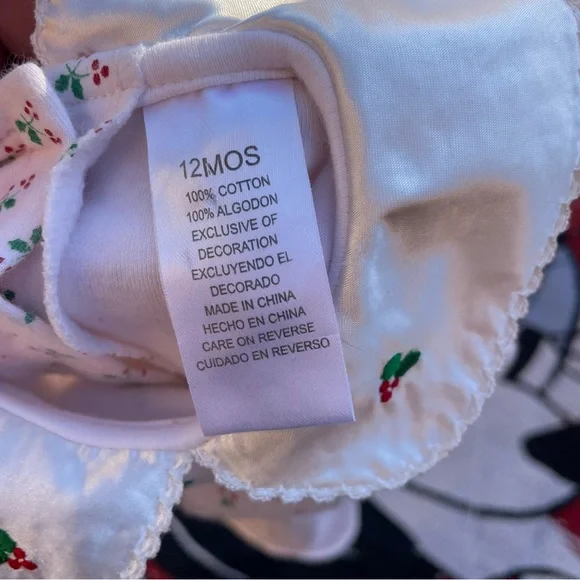 12MOS
100% COTTON
100% ALGODON
EXCLUSIVE OF
DECORATION
EXCLUYENDO EL
DECORADO
MADE IN CHINA
HECHO EN CHINA
CARE ON REVERSE
CUIDADO EN REVERSO